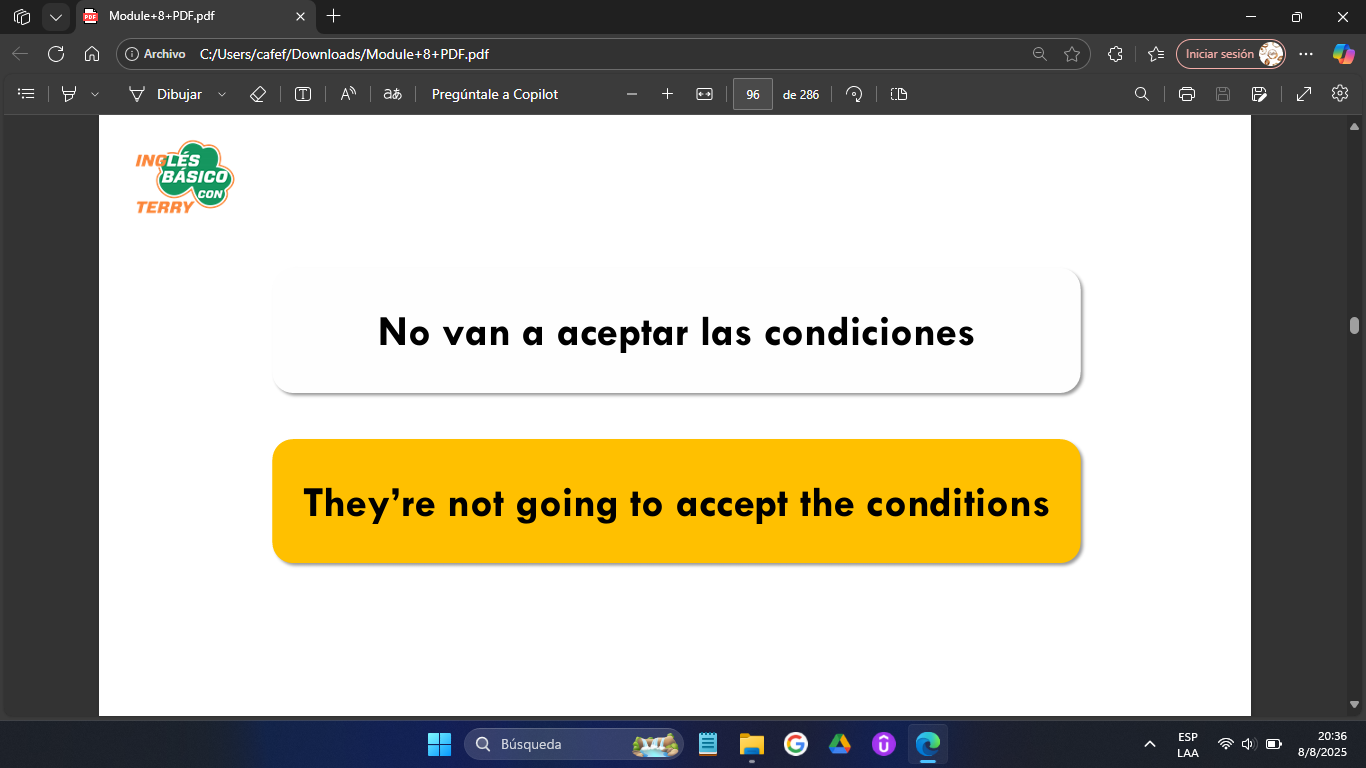 Module+8+PDF.pdf
Archivo C:/Users/cafef/Downloads/Module+8+PDF.pdf Iniciar sesión
Dibujar aあ Pregúntale a Copilot 96 de 286
INGLÉS
BÁSICO
CON
TERRY
No van a aceptar las condiciones
They're not going to accept the conditions
Búsqueda
ESP
LAA
20:36
8/8/2025